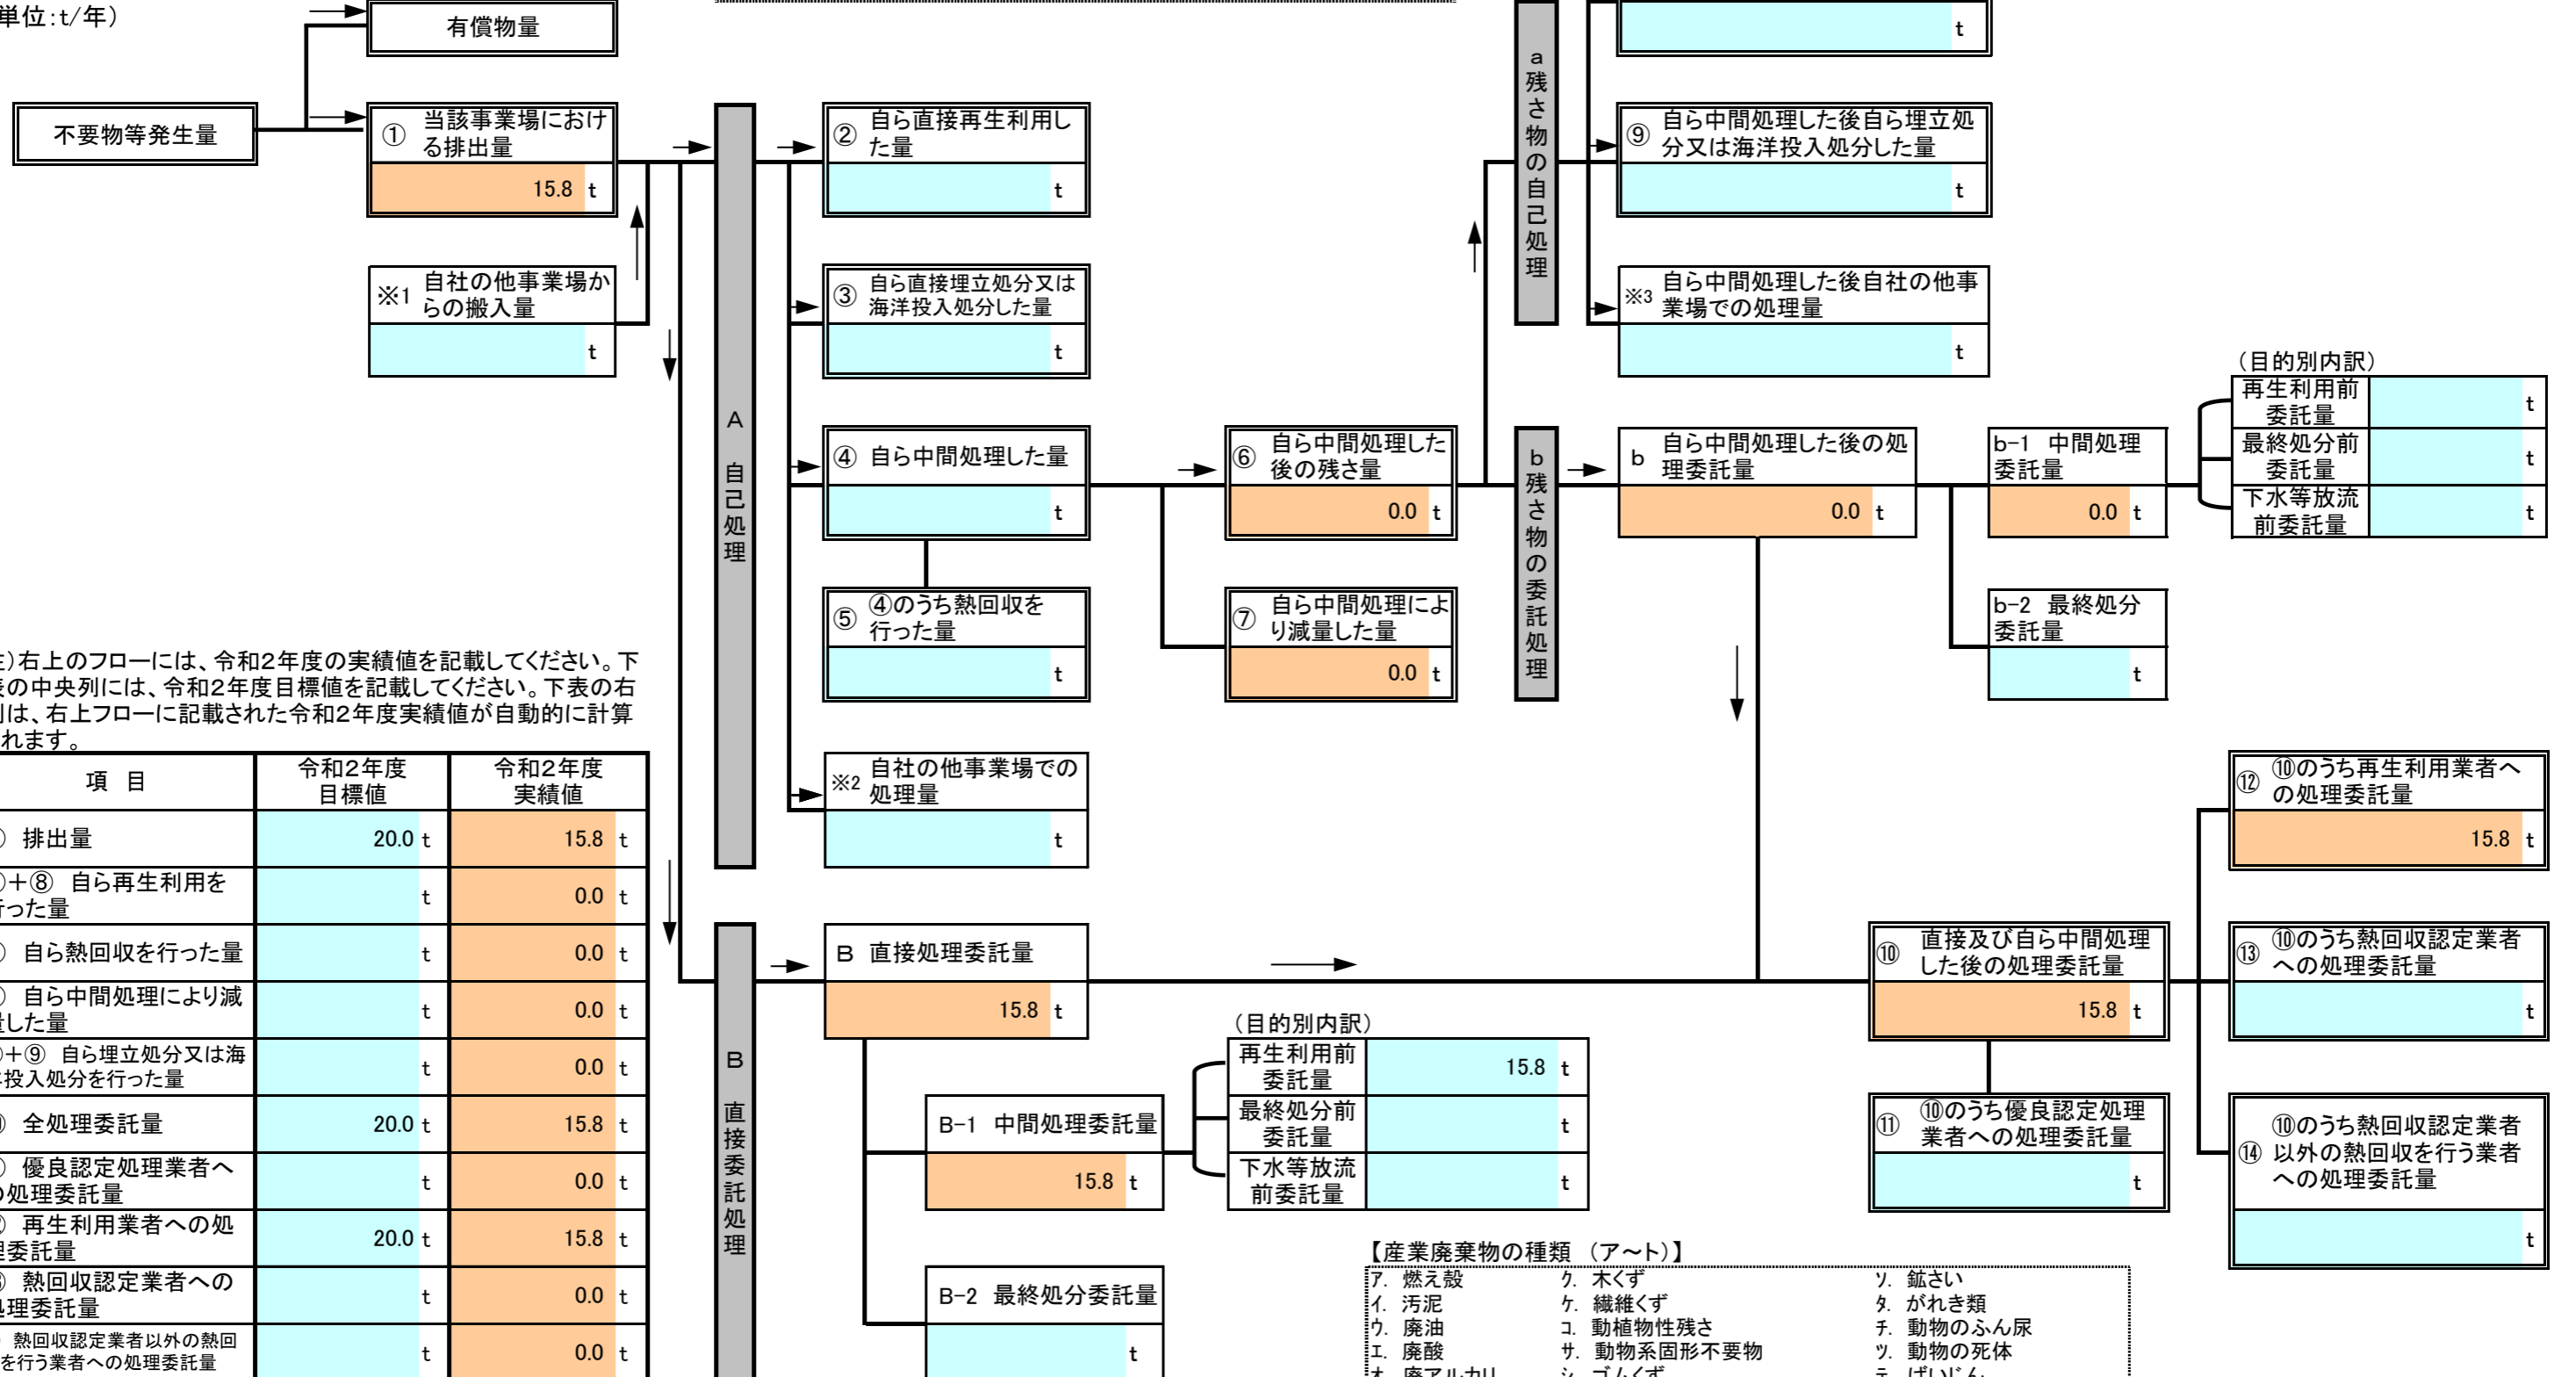 単位:t/年)
有償物量
t
不要物等発生量
① 当該事業場におけ
る排出量
15.8 t
② 自ら直接再生利用し
た量
t
a
残さ物の自己処理
⑨ 自ら中間処理した後自ら埋立処
分又は海洋投入処分した量
t
※1 自社の他事業場か
らの搬入量
t
③ 自ら直接埋立処分又は
海洋投入処分した量
t
※3 自ら中間処理した後自社の他事
業場での処理量
t
A
自己処理
④ 自ら中間処理した量
t
⑥ 自ら中間処理した
後の残さ量
0.0 t
b
残さ物の委託処理
b 自ら中間処理した後の処
理委託量
0.0 t
b-1 中間処理
委託量
0.0 t
(目的別内訳)
再生利用前
委託量 t
最終処分前
委託量 t
下水等放流
前委託量 t
⑤ ④のうち熱回収を
行った量
t
⑦ 自ら中間処理によ
り減量した量
0.0 t
b-2 最終処分
委託量
t
)右上のフローには、令和2年度の実績値を記載してください。下
表の中央列には、令和2年度目標値を記載してください。下表の右
列は、右上フローに記載された令和2年度実績値が自動的に計算
れます。
※2 自社の他事業場での
処理量
t
項 目 令和2年度
目標値 令和2年度
実績値
排出量 20.0 t 15.8 t
+⑧ 自ら再生利用を
行った量 t 0.0 t
自ら熱回収を行った量 t 0.0 t
自ら中間処理により減
量した量 t 0.0 t
+⑨ 自ら埋立処分又は海
洋投入処分を行った量 t 0.0 t
全処理委託量 20.0 t 15.8 t
優良認定処理業者へ
の処理委託量 t 0.0 t
再生利用業者への処
理委託量 20.0 t 15.8 t
熱回収認定業者への
処理委託量 t 0.0 t
熱回収認定業者以外の熱回
を行う業者への処理委託量 t 0.0 t
B
直接委託処理
B 直接処理委託量
15.8 t
B-1 中間処理委託量
15.8 t
B-2 最終処分委託量
t
(目的別内訳)
再生利用前
委託量 15.8 t
最終処分前
委託量 t
下水等放流
前委託量 t
⑩ 直接及び自ら中間処理
した後の処理委託量
15.8 t
⑪ ⑩のうち優良認定処理
業者への処理委託量
t
⑫ ⑩のうち再生利用業者へ
の処理委託量
15.8 t
⑬ ⑩のうち熱回収認定業者
への処理委託量
t
⑭ ⑩のうち熱回収認定業者
以外の熱回収を行う業者
への処理委託量
t
【産業廃棄物の種類 (ア～ト)】
ア. 燃え殻 ク. 木くず ソ. 鉱さい
イ. 汚泥 ケ. 繊維くず タ. がれき類
ウ. 廃油 コ. 動植物性残さ チ. 動物のふん尿
エ. 廃酸 サ. 動物系固形不要物 ツ. 動物の死体
オ. 廃アルカリ シ. ゴムくず テ. ばいじん